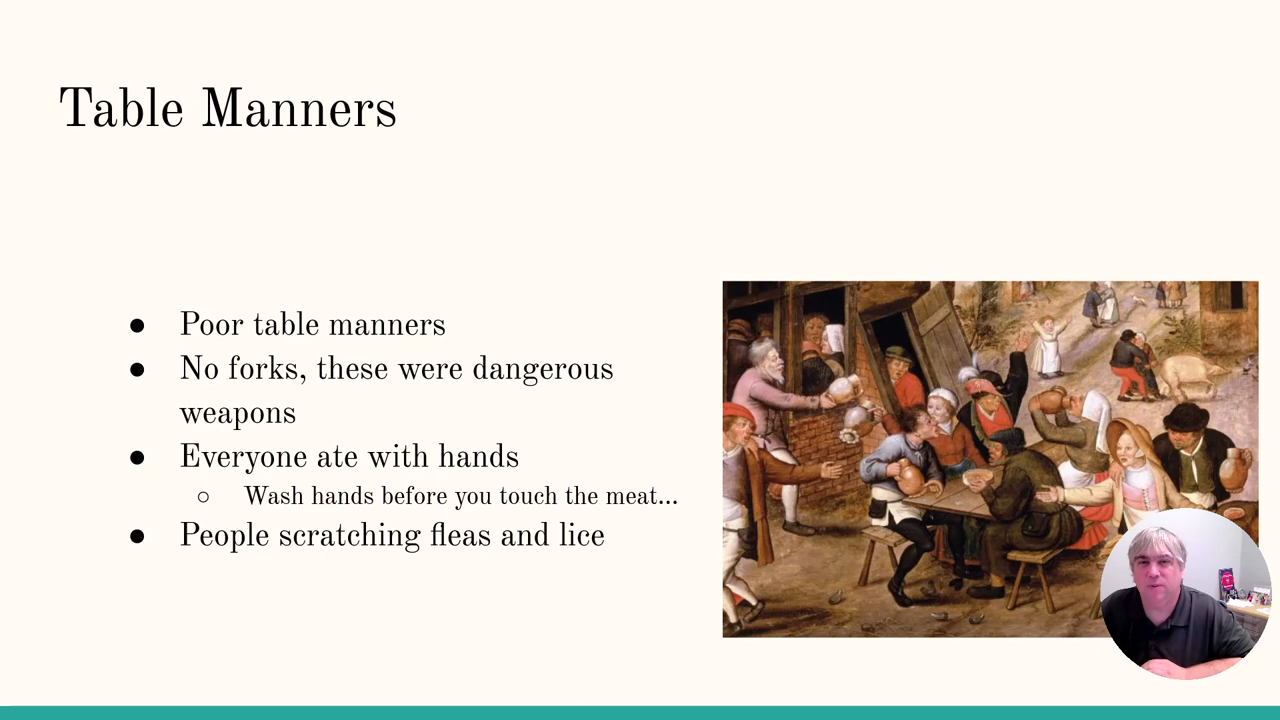 Table Manners
● Poor table manners
● No forks, these were dangerous
weapons
● Everyone ate with hands
○ Wash hands before you touch the meat...
● People scratching fleas and lice